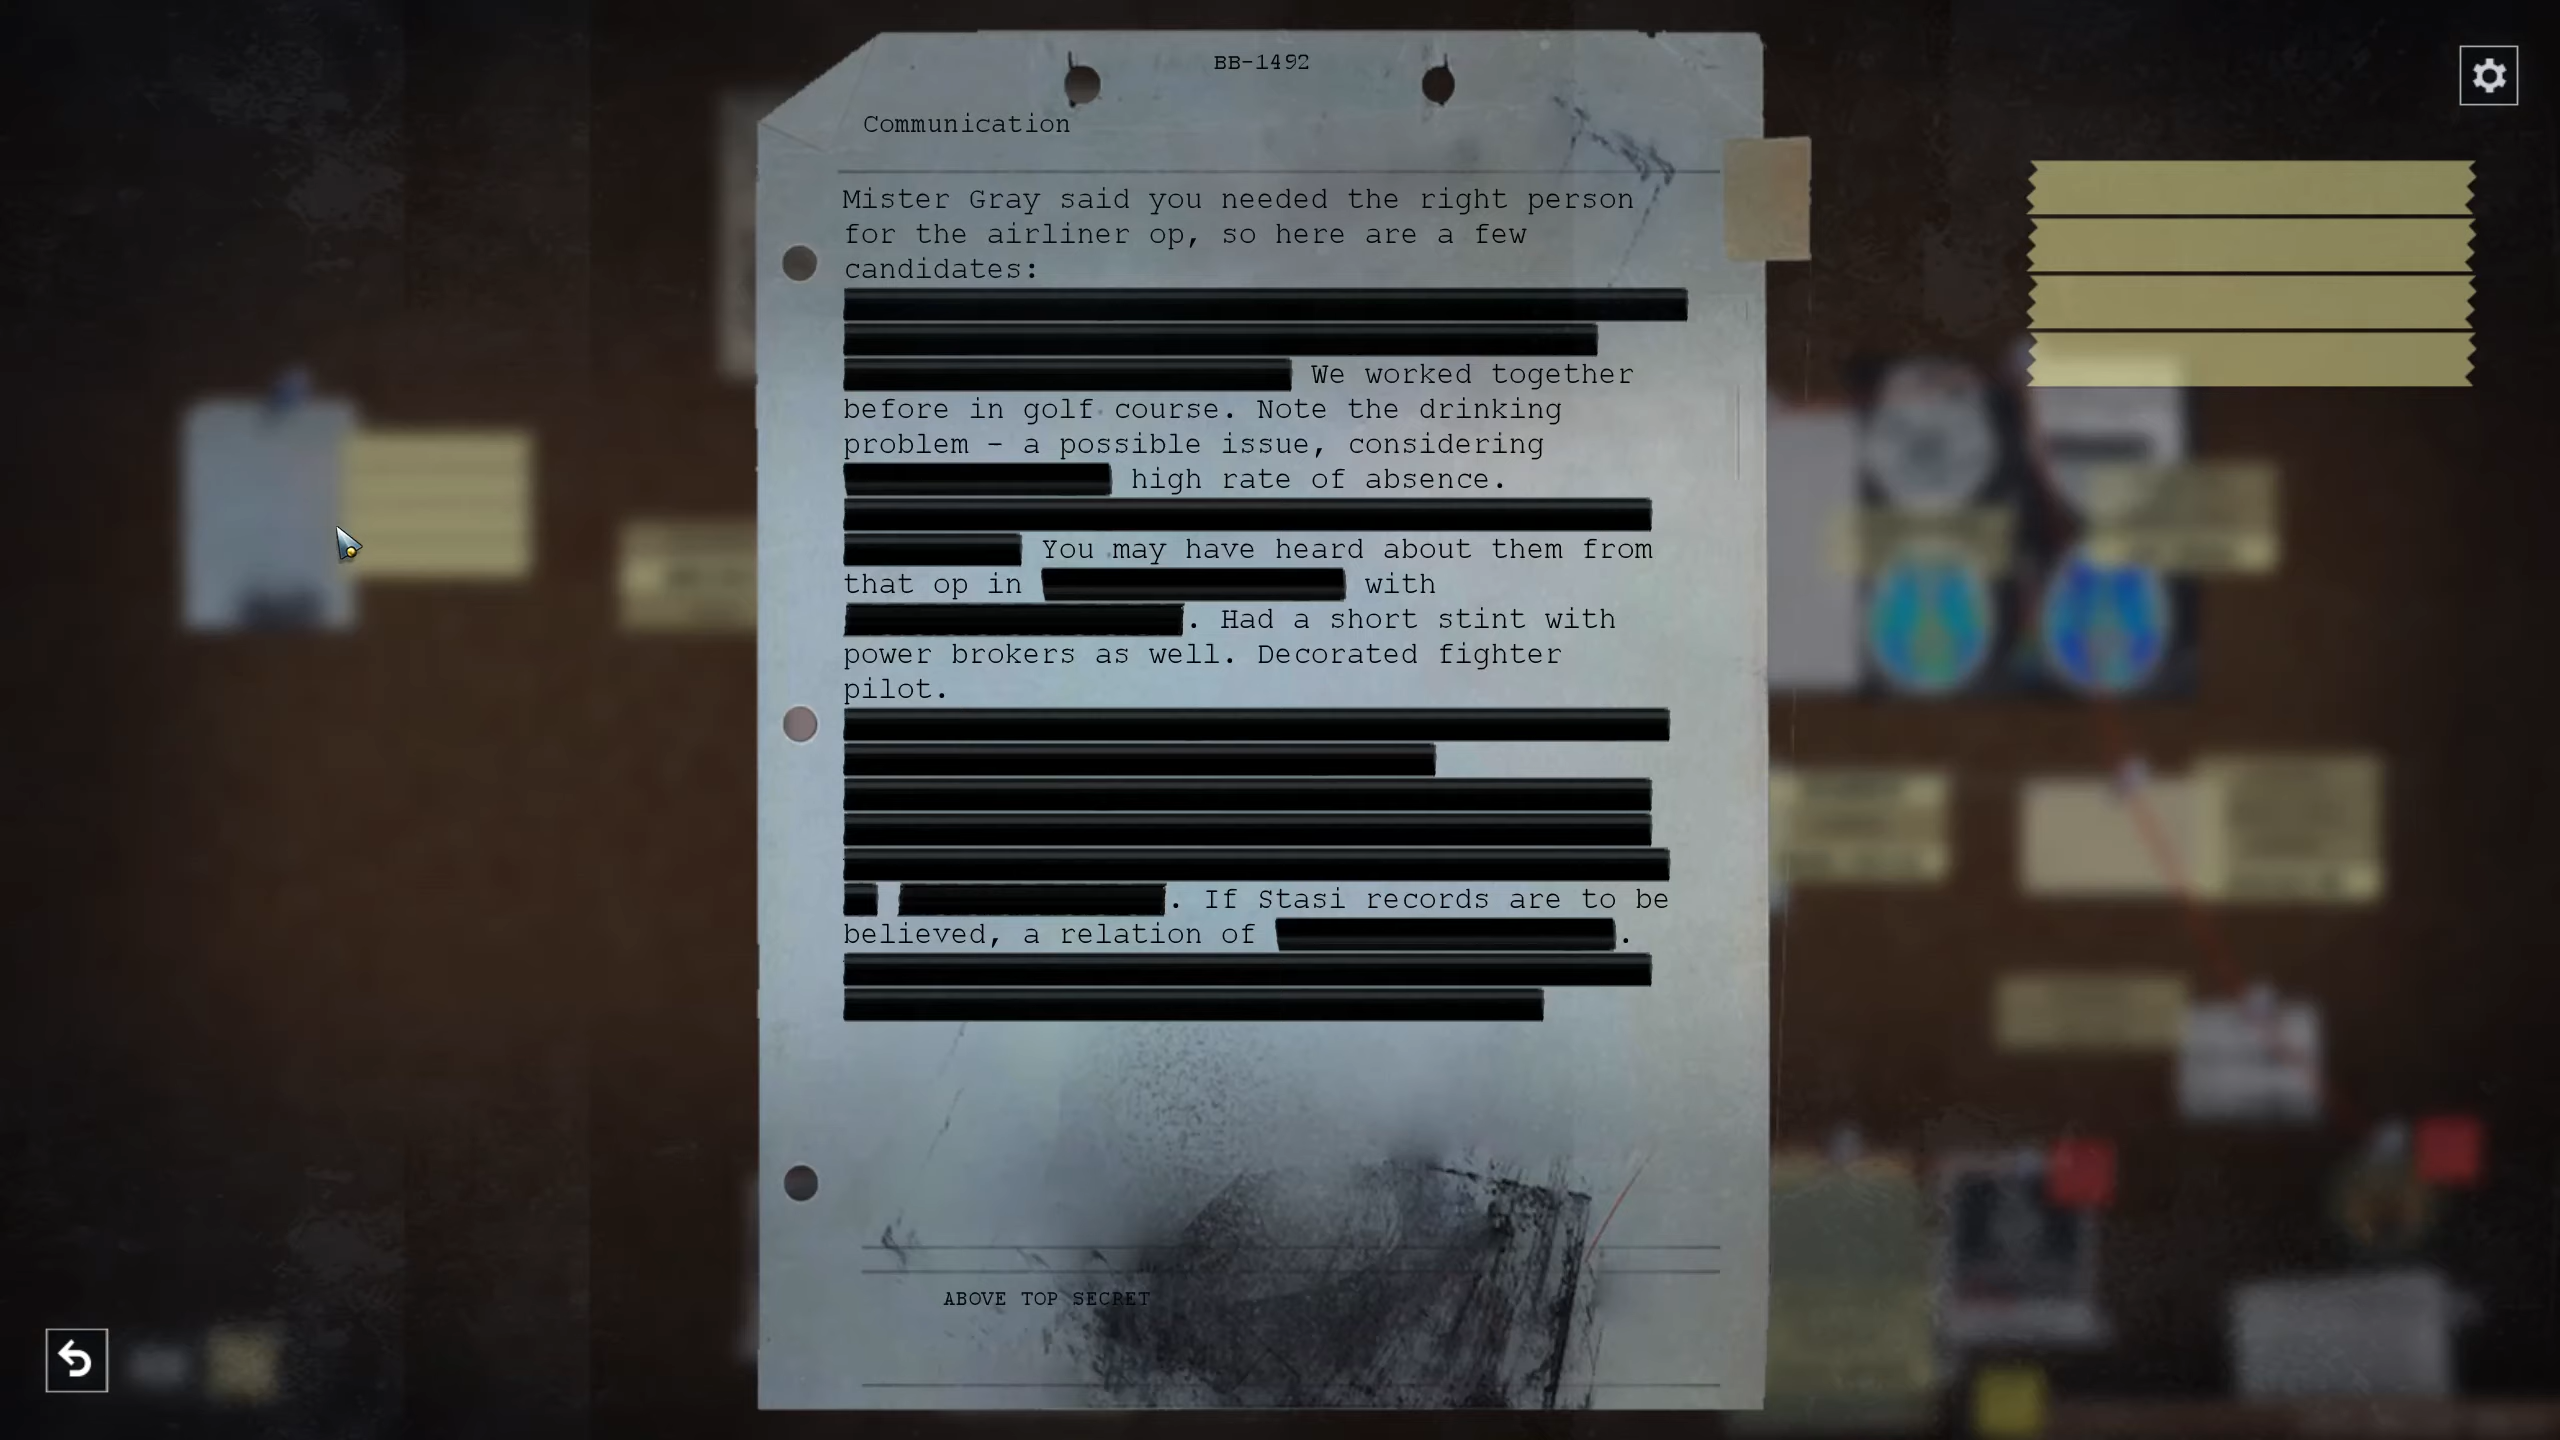 BB-1492
Communication
Mister Gray said you needed the right person
for the airliner op, so here are a few
candidates:
We worked together
before in golf course. Note the drinking
problem - a possible issue, considering
high rate of absence.
You may have heard about them from
that op in with
. Had a short stint with
power brokers as well. Decorated fighter
pilot.
. If Stasi records are to be
believed, a relation of .
ABOVE TOP SECRET